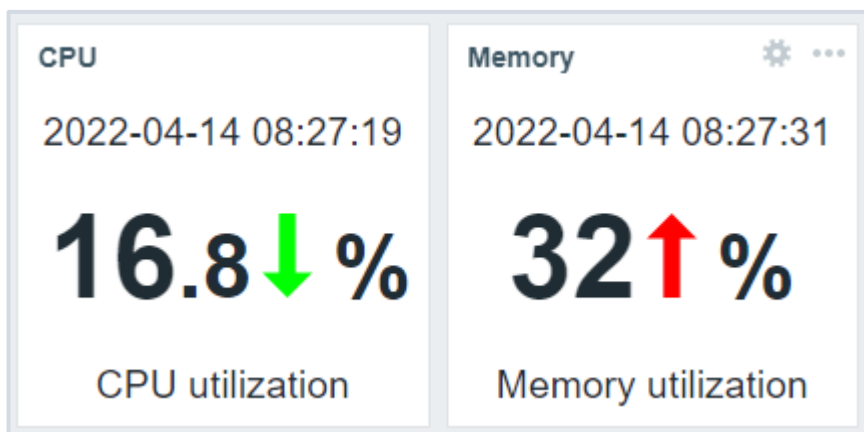 CPU
2022-04-14 08:27:19
16.8 %
CPU utilization
Memory
2022-04-14 08:27:31
32 %
Memory utilization